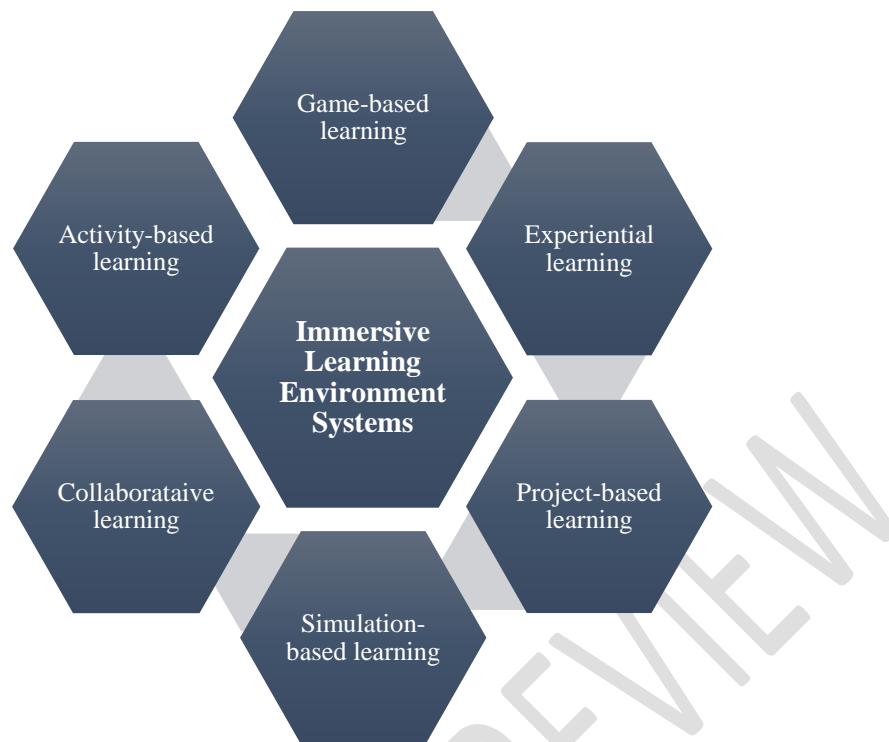 Game-based
learning
Activity-based
learning
Experiential
learning
Immersive
Learning
Environment
Systems
Collaborataive
learning
Project-based
learning
Simulation-
based learning
REVIEW